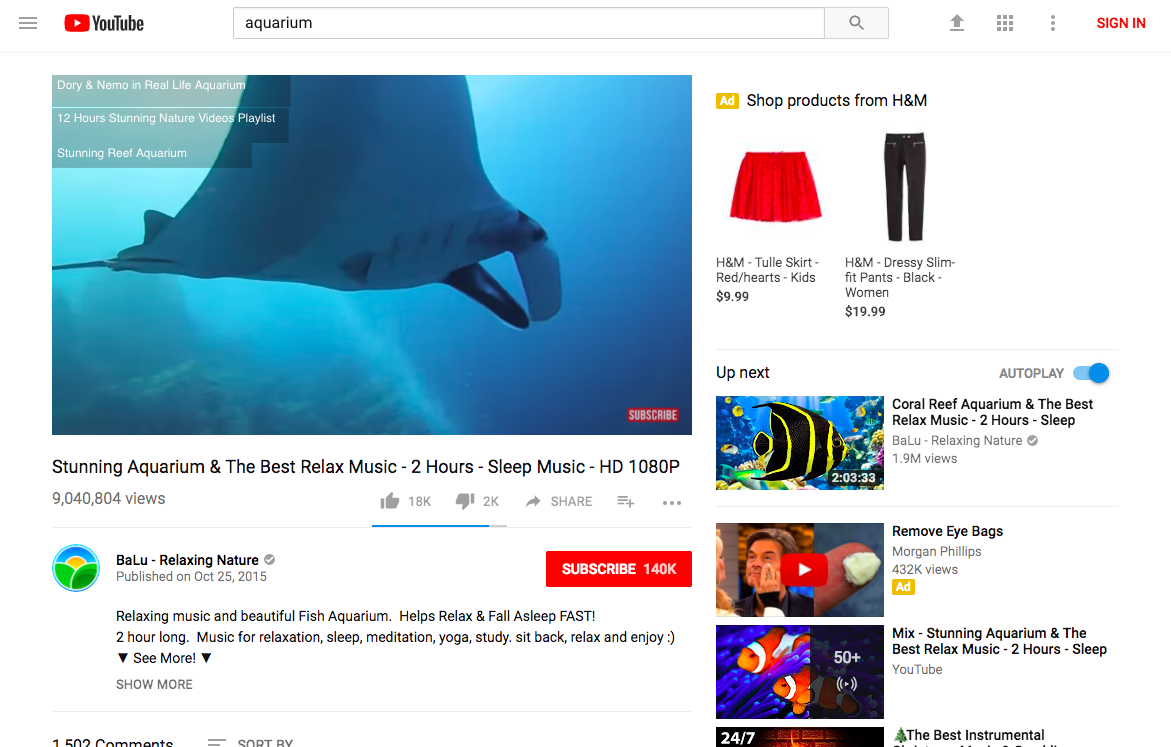 YouTube
aquarium
SIGN IN
Dory & Nemo in Real Life Aquarium
12 Hours Stunning Nature Videos Playlist
Stunning Reef Aquarium
SUBSCRIBE
Stunning Aquarium & The Best Relax Music - 2 Hours - Sleep Music - HD 1080P
9,040,804 views
18K
2K
SHARE
BaLu - Relaxing Nature
Published on Oct 25, 2015
SUBSCRIBE 140K
Relaxing music and beautiful Fish Aquarium.  Helps Relax & Fall Asleep FAST!
2 hour long.  Music for relaxation, sleep, meditation, yoga, study. sit back, relax and enjoy :)
▼ See More! ▼
SHOW MORE
1,502 Comments
SORT BY
Ad Shop products from H&M
H&M - Tulle Skirt -
Red/hearts - Kids
$9.99
H&M - Dressy Slim-
fit Pants - Black -
Women
$19.99
Up next
AUTOPLAY
2:03:33
Coral Reef Aquarium & The Best
Relax Music - 2 Hours - Sleep
BaLu - Relaxing Nature
1.9M views
Remove Eye Bags
Morgan Phillips
432K views
Ad
50+
Mix - Stunning Aquarium & The
Best Relax Music - 2 Hours - Sleep
YouTube
24/7
🌲The Best Instrumental